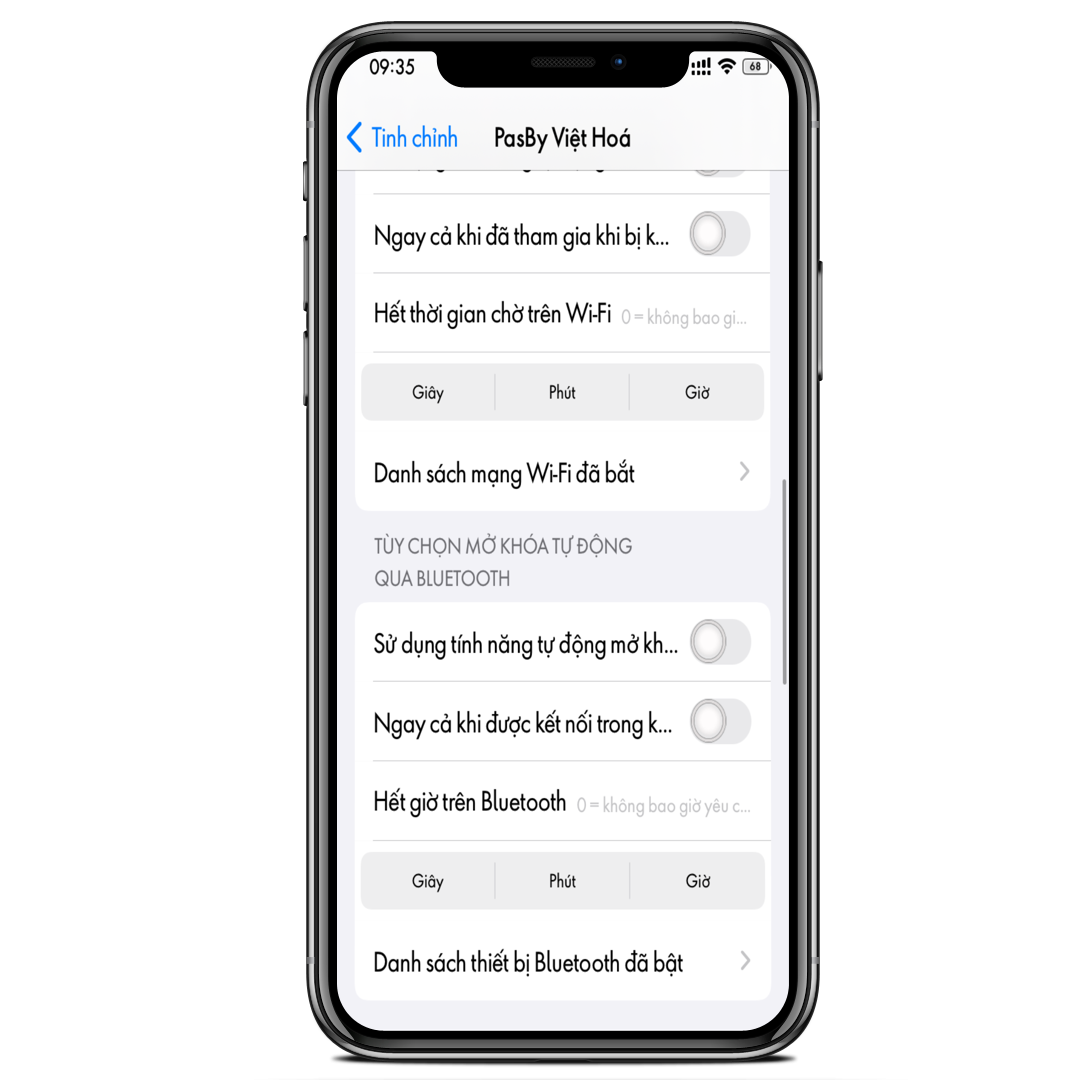 09:35
68
Tinh chỉnh
PasBy Việt Hoá
Ngay cả khi đã tham gia khi bị k...
Hết thời gian chờ trên Wi-Fi 0 = không bao gi...
Giây Phút Giờ
Danh sách mạng Wi-Fi đã bắt
TÙY CHỌN MỞ KHÓA TỰ ĐỘNG
QUA BLUETOOTH
Sử dụng tính năng tự động mở kh...
Ngay cả khi được kết nối trong k...
Hết giờ trên Bluetooth 0 = không bao giờ yêu c...
Giây Phút Giờ
Danh sách thiết bị Bluetooth đã bật